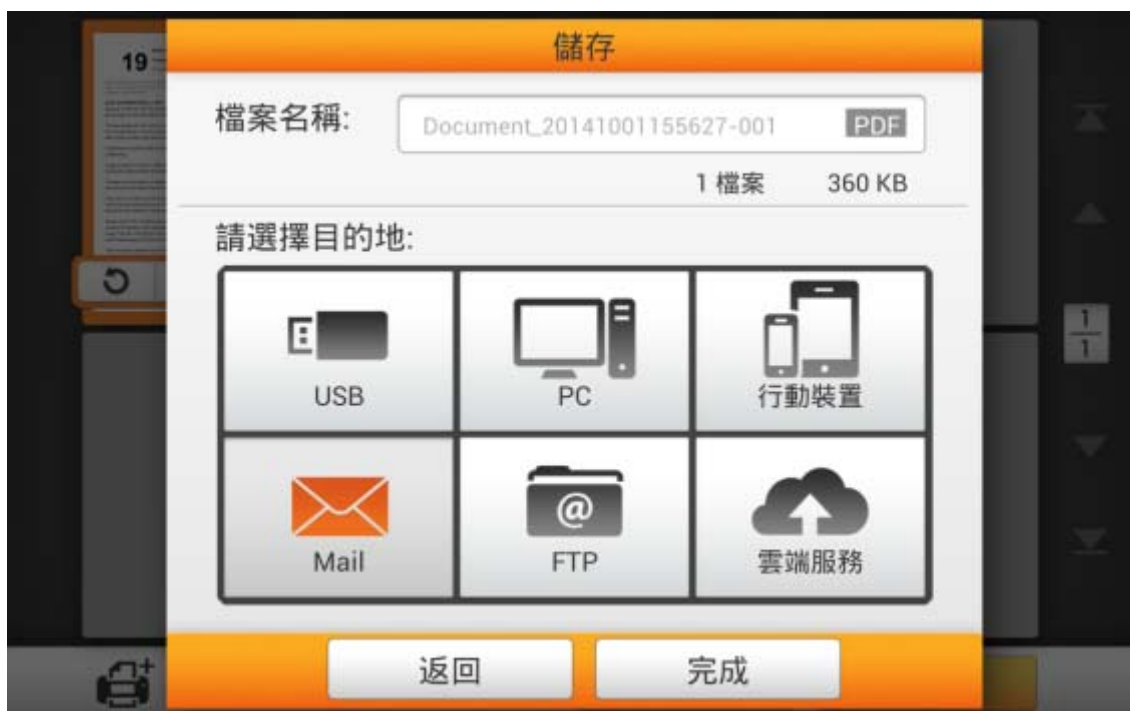 儲存
19
檔案名稱: Document_20141001155627-001 PDF
1 檔案 360 KB
請選擇目的地:
USB PC 行動裝置
1
1
Mail FTP 雲端服務
返回 完成